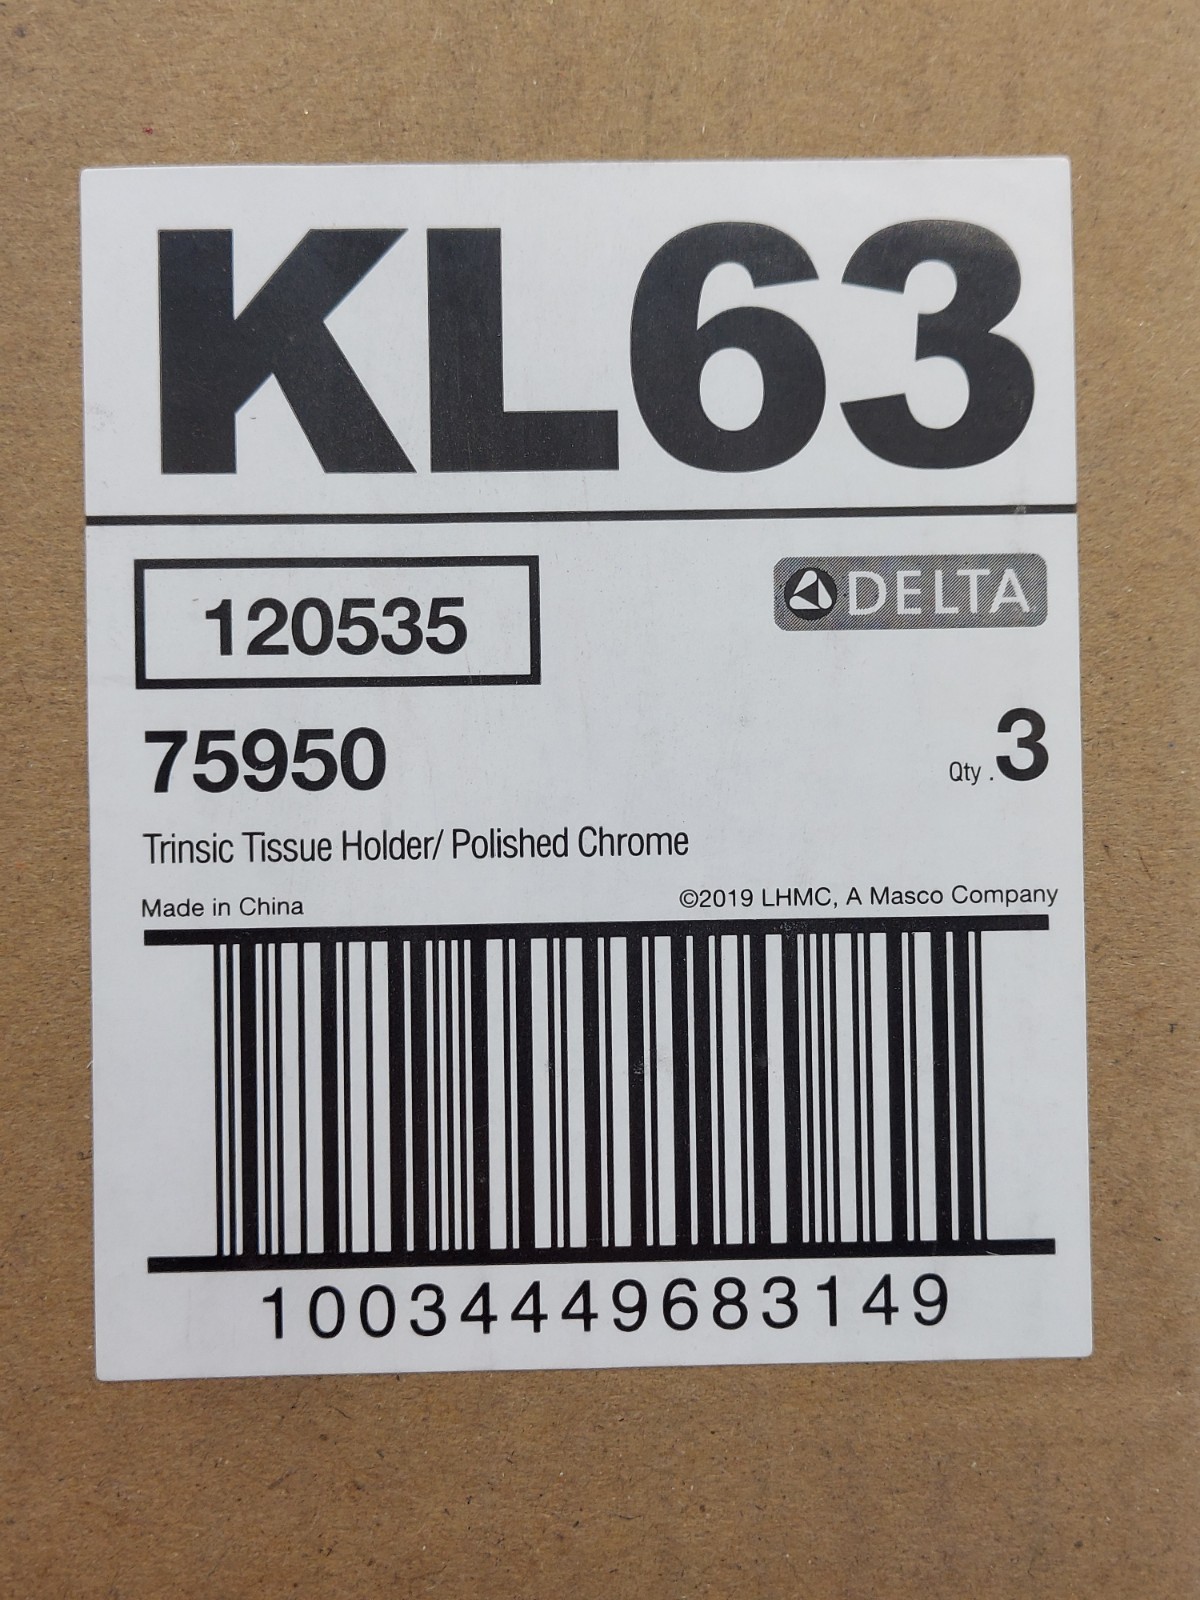 KL63
120535
DELTA
75950
Qty . 3
Trinsic Tissue Holder/ Polished Chrome
Made in China
©2019 LHMC, A Masco Company
10034449683149